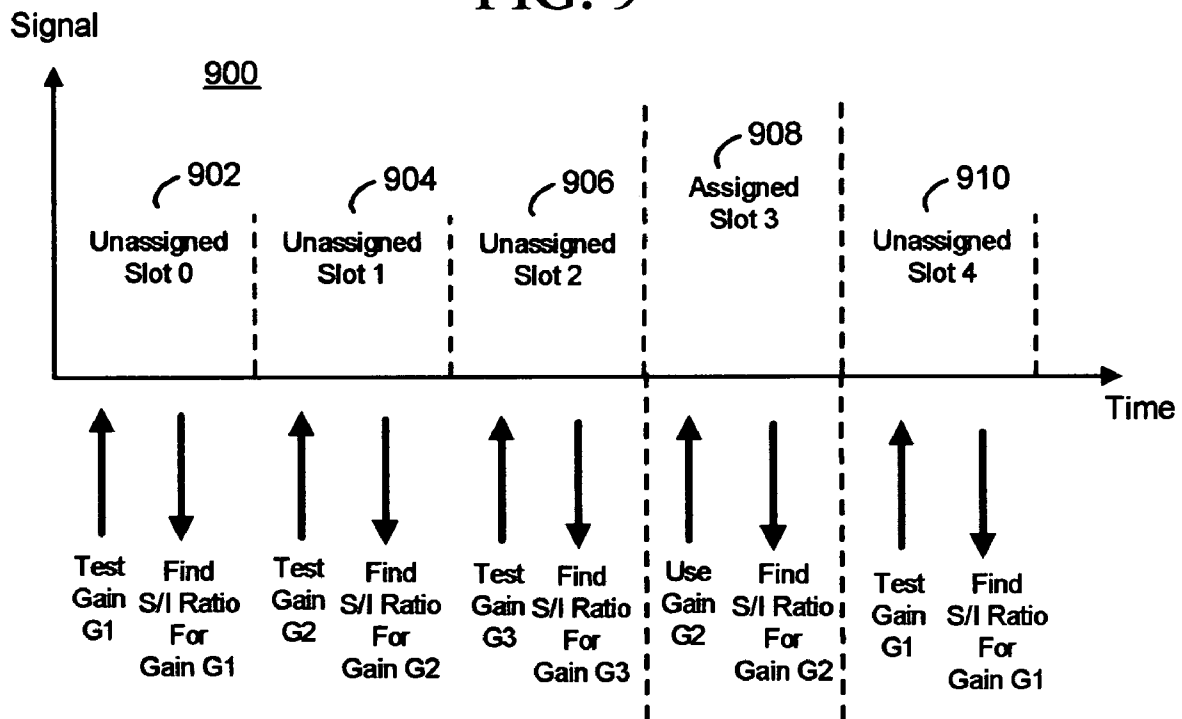 FIG. 9
Signal
900
902
904
906
908
910
Unassigned
Slot 0
Unassigned
Slot 1
Unassigned
Slot 2
Assigned
Slot 3
Unassigned
Slot 4
Time
Test
Gain
G1
Find
S/I Ratio
For
Gain G1
Test
Gain
G2
Find
S/I Ratio
For
Gain G2
Test
Gain
G3
Find
S/I Ratio
For
Gain G3
Use
Gain
G2
Find
S/I Ratio
For
Gain G2
Test
Gain
G1
Find
S/I Ratio
For
Gain G1